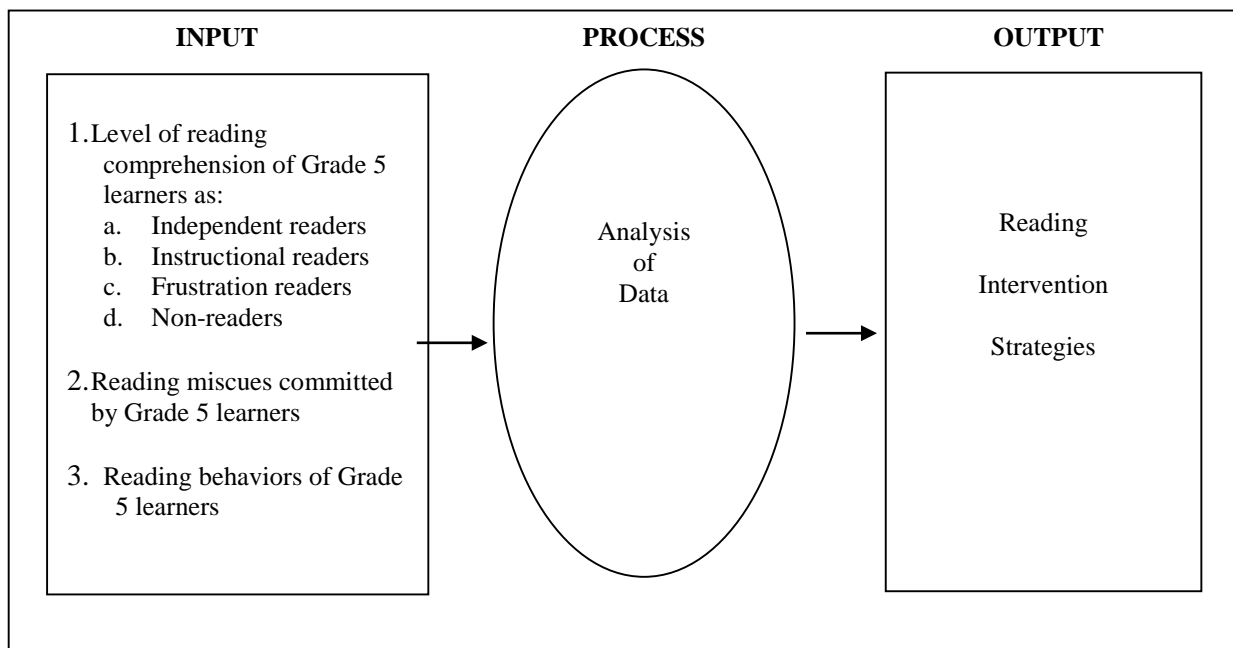 INPUT
PROCESS
OUTPUT
1.Level of reading
comprehension of Grade 5
learners as:
a. Independent readers
b. Instructional readers
c. Frustration readers
d. Non-readers
2.Reading miscues committed
by Grade 5 learners
3. Reading behaviors of Grade
5 learners
Analysis
of
Data
Reading
Intervention
Strategies